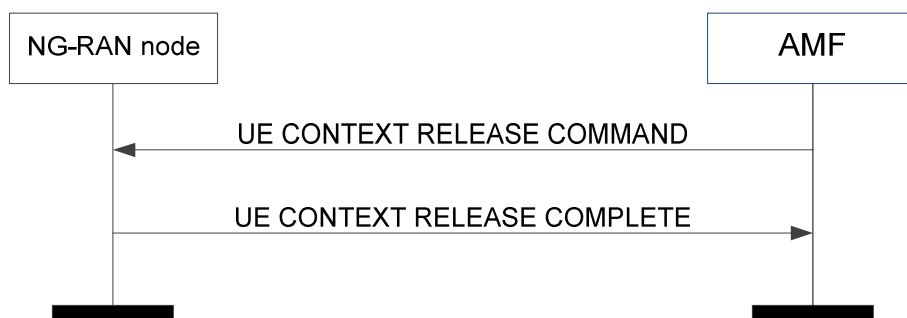 NG-RAN node
AMF
UE CONTEXT RELEASE COMMAND
UE CONTEXT RELEASE COMPLETE